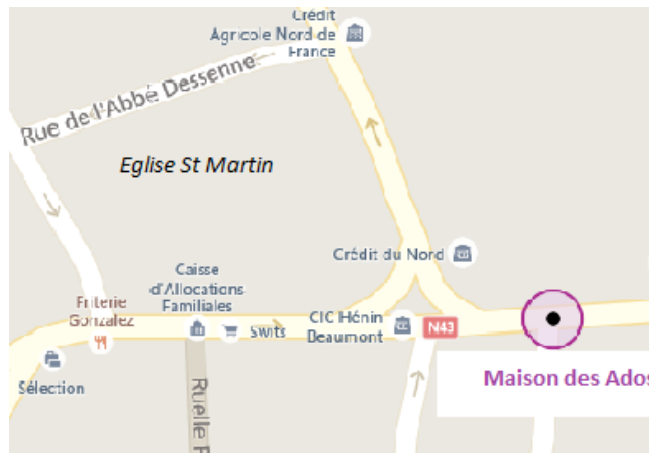 Crédit
Agricole Nord de
France
Rue de l'Abbé Dessenne
Eglise St Martin
Crédit du Nord
Caisse
d'Allocations
Familiales
Friterie
Gonzalez
Swits
CIC Hénin
Beaumont
N43
Sélection
Ruelle
Maison des Ados